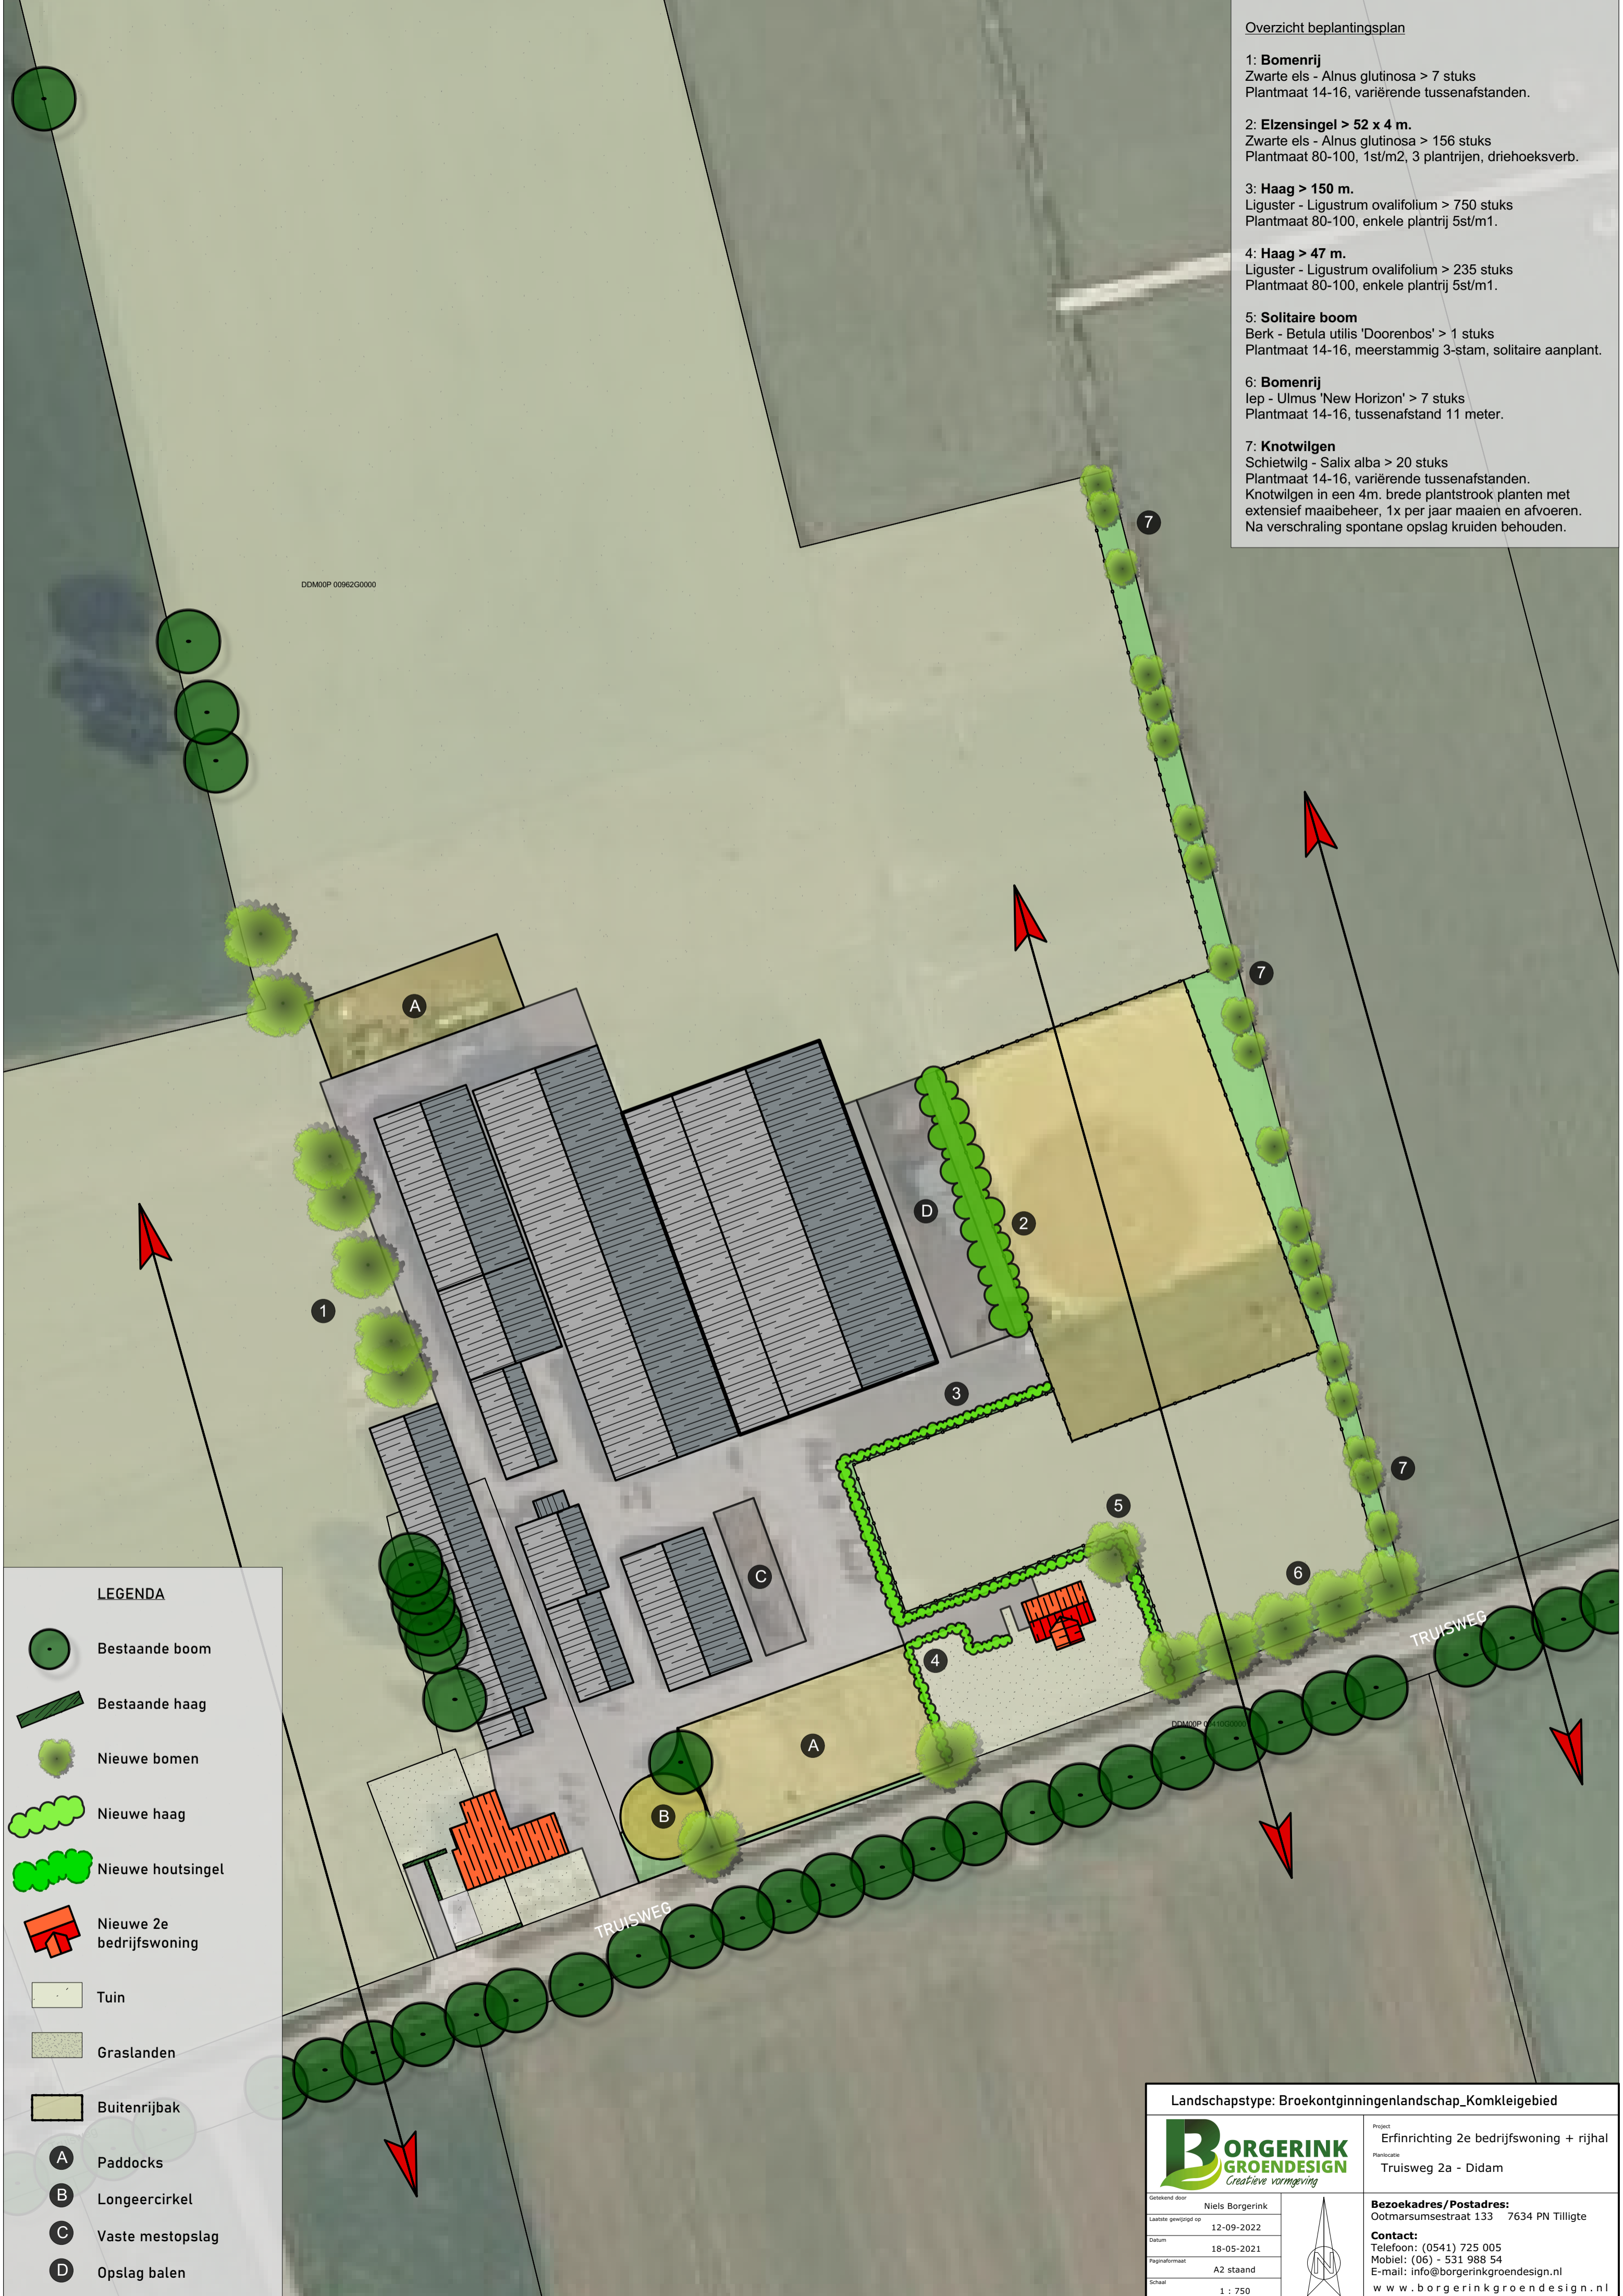 Overzicht beplantingsplan
1: Bomenrij
Zwarte els - Alnus glutinosa > 7 stuks
Plantmaat 14-16, variërende tussenafstanden.
2: Elzensingel > 52 x 4 m.
Zwarte els - Alnus glutinosa > 156 stuks
Plantmaat 80-100, 1st/m2, 3 plantrijen, driehoeksverb.
3: Haag > 150 m.
Liguster - Ligustrum ovalifolium > 750 stuks
Plantmaat 80-100, enkele plantrij 5st/m1.
4: Haag > 47 m.
Liguster - Ligustrum ovalifolium > 235 stuks
Plantmaat 80-100, enkele plantrij 5st/m1.
5: Solitaire boom
Berk - Betula utilis 'Doorenbos' > 1 stuks
Plantmaat 14-16, meerstammig 3-stam, solitaire aanplant.
6: Bomenrij
Iep - Ulmus 'New Horizon' > 7 stuks
Plantmaat 14-16, tussenafstand 11 meter.
7: Knotwilgen
Schietwilg - Salix alba > 20 stuks
Plantmaat 14-16, variërende tussenafstanden.
Knotwilgen in een 4m. brede plantstrook planten met
extensief maaibeheer, 1x per jaar maaien en afvoeren.
Na verschraling spontane opslag kruiden behouden.
7
DDM00P 00962G0000
7
A
D
2
1
3
7
5
C
6
4
TRUISWEG
DDM00P 00410G0000
A
B
TRUISWEG
LEGENDA
Bestaande boom
Bestaande haag
Nieuwe bomen
Nieuwe haag
Nieuwe houtsingel
Nieuwe 2e
bedrijfswoning
Tuin
Graslanden
Buitenrijbak
A Paddocks
B Longeercirkel
C Vaste mestopslag
D Opslag balen
Landschapstype: Broekontginningenlandschap_Komkleigebied
BORGERINK
GROENDESIGN
Creatieve vormgeving
Project
Erfinrichting 2e bedrijfswoning + rijhal
Planlocatie
Truisweg 2a - Didam
Getekend door
Niels Borgerink
Laatste gewijzigd op
12-09-2022
Datum
18-05-2021
Paginaformaat
A2 staand
Schaal
1 : 750
N
Bezoekadres/Postadres:
Ootmarsumsestraat 133 7634 PN Tilligte
Contact:
Telefoon: (0541) 725 005
Mobiel: (06) - 531 988 54
E-mail: info@borgerinkgroendesign.nl
www.borgerinkgroendesign.nl